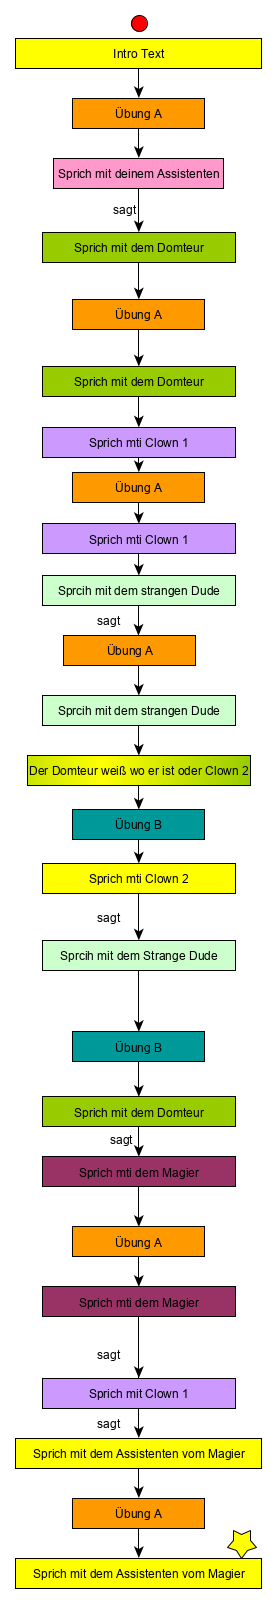 Intro Text
Übung A
Sprich mit deinem Assistenten
sagt
Sprich mit dem Domteur
Übung A
Sprich mit dem Domteur
Sprich mti Clown 1
Übung A
Sprich mti Clown 1
Sprcih mit dem strangen Dude
sagt
Übung A
Sprcih mit dem strangen Dude
Der Domteur weiß wo er ist oder Clown 2
Übung B
Sprich mti Clown 2
sagt
Sprcih mit dem Strange Dude
Übung B
Sprich mit dem Domteur
sagt
Sprich mti dem Magier
Übung A
Sprich mti dem Magier
sagt
Sprich mit Clown 1
sagt
Sprich mit dem Assistenten vom Magier
Übung A
Sprich mit dem Assistenten vom Magier